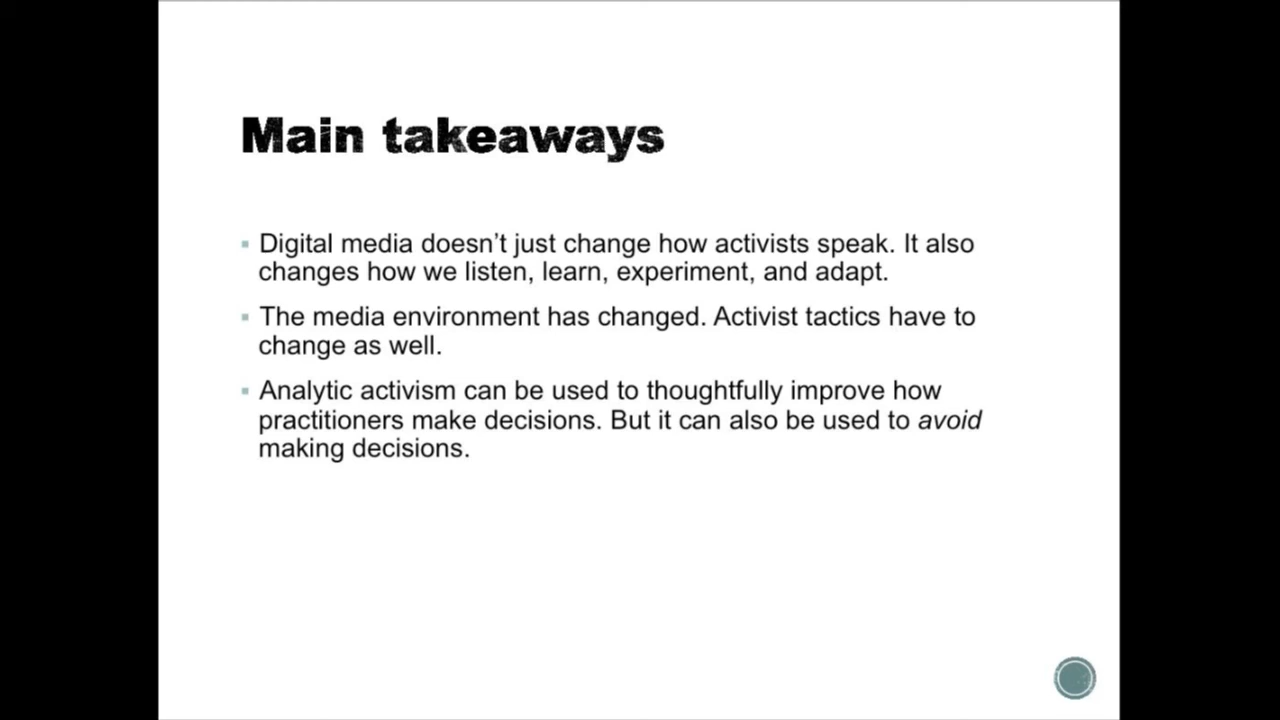 Main takeaways
▪ Digital media doesn’t just change how activists speak. It also
changes how we listen, learn, experiment, and adapt.
▪ The media environment has changed. Activist tactics have to
change as well.
▪ Analytic activism can be used to thoughtfully improve how
practitioners make decisions. But it can also be used to avoid
making decisions.